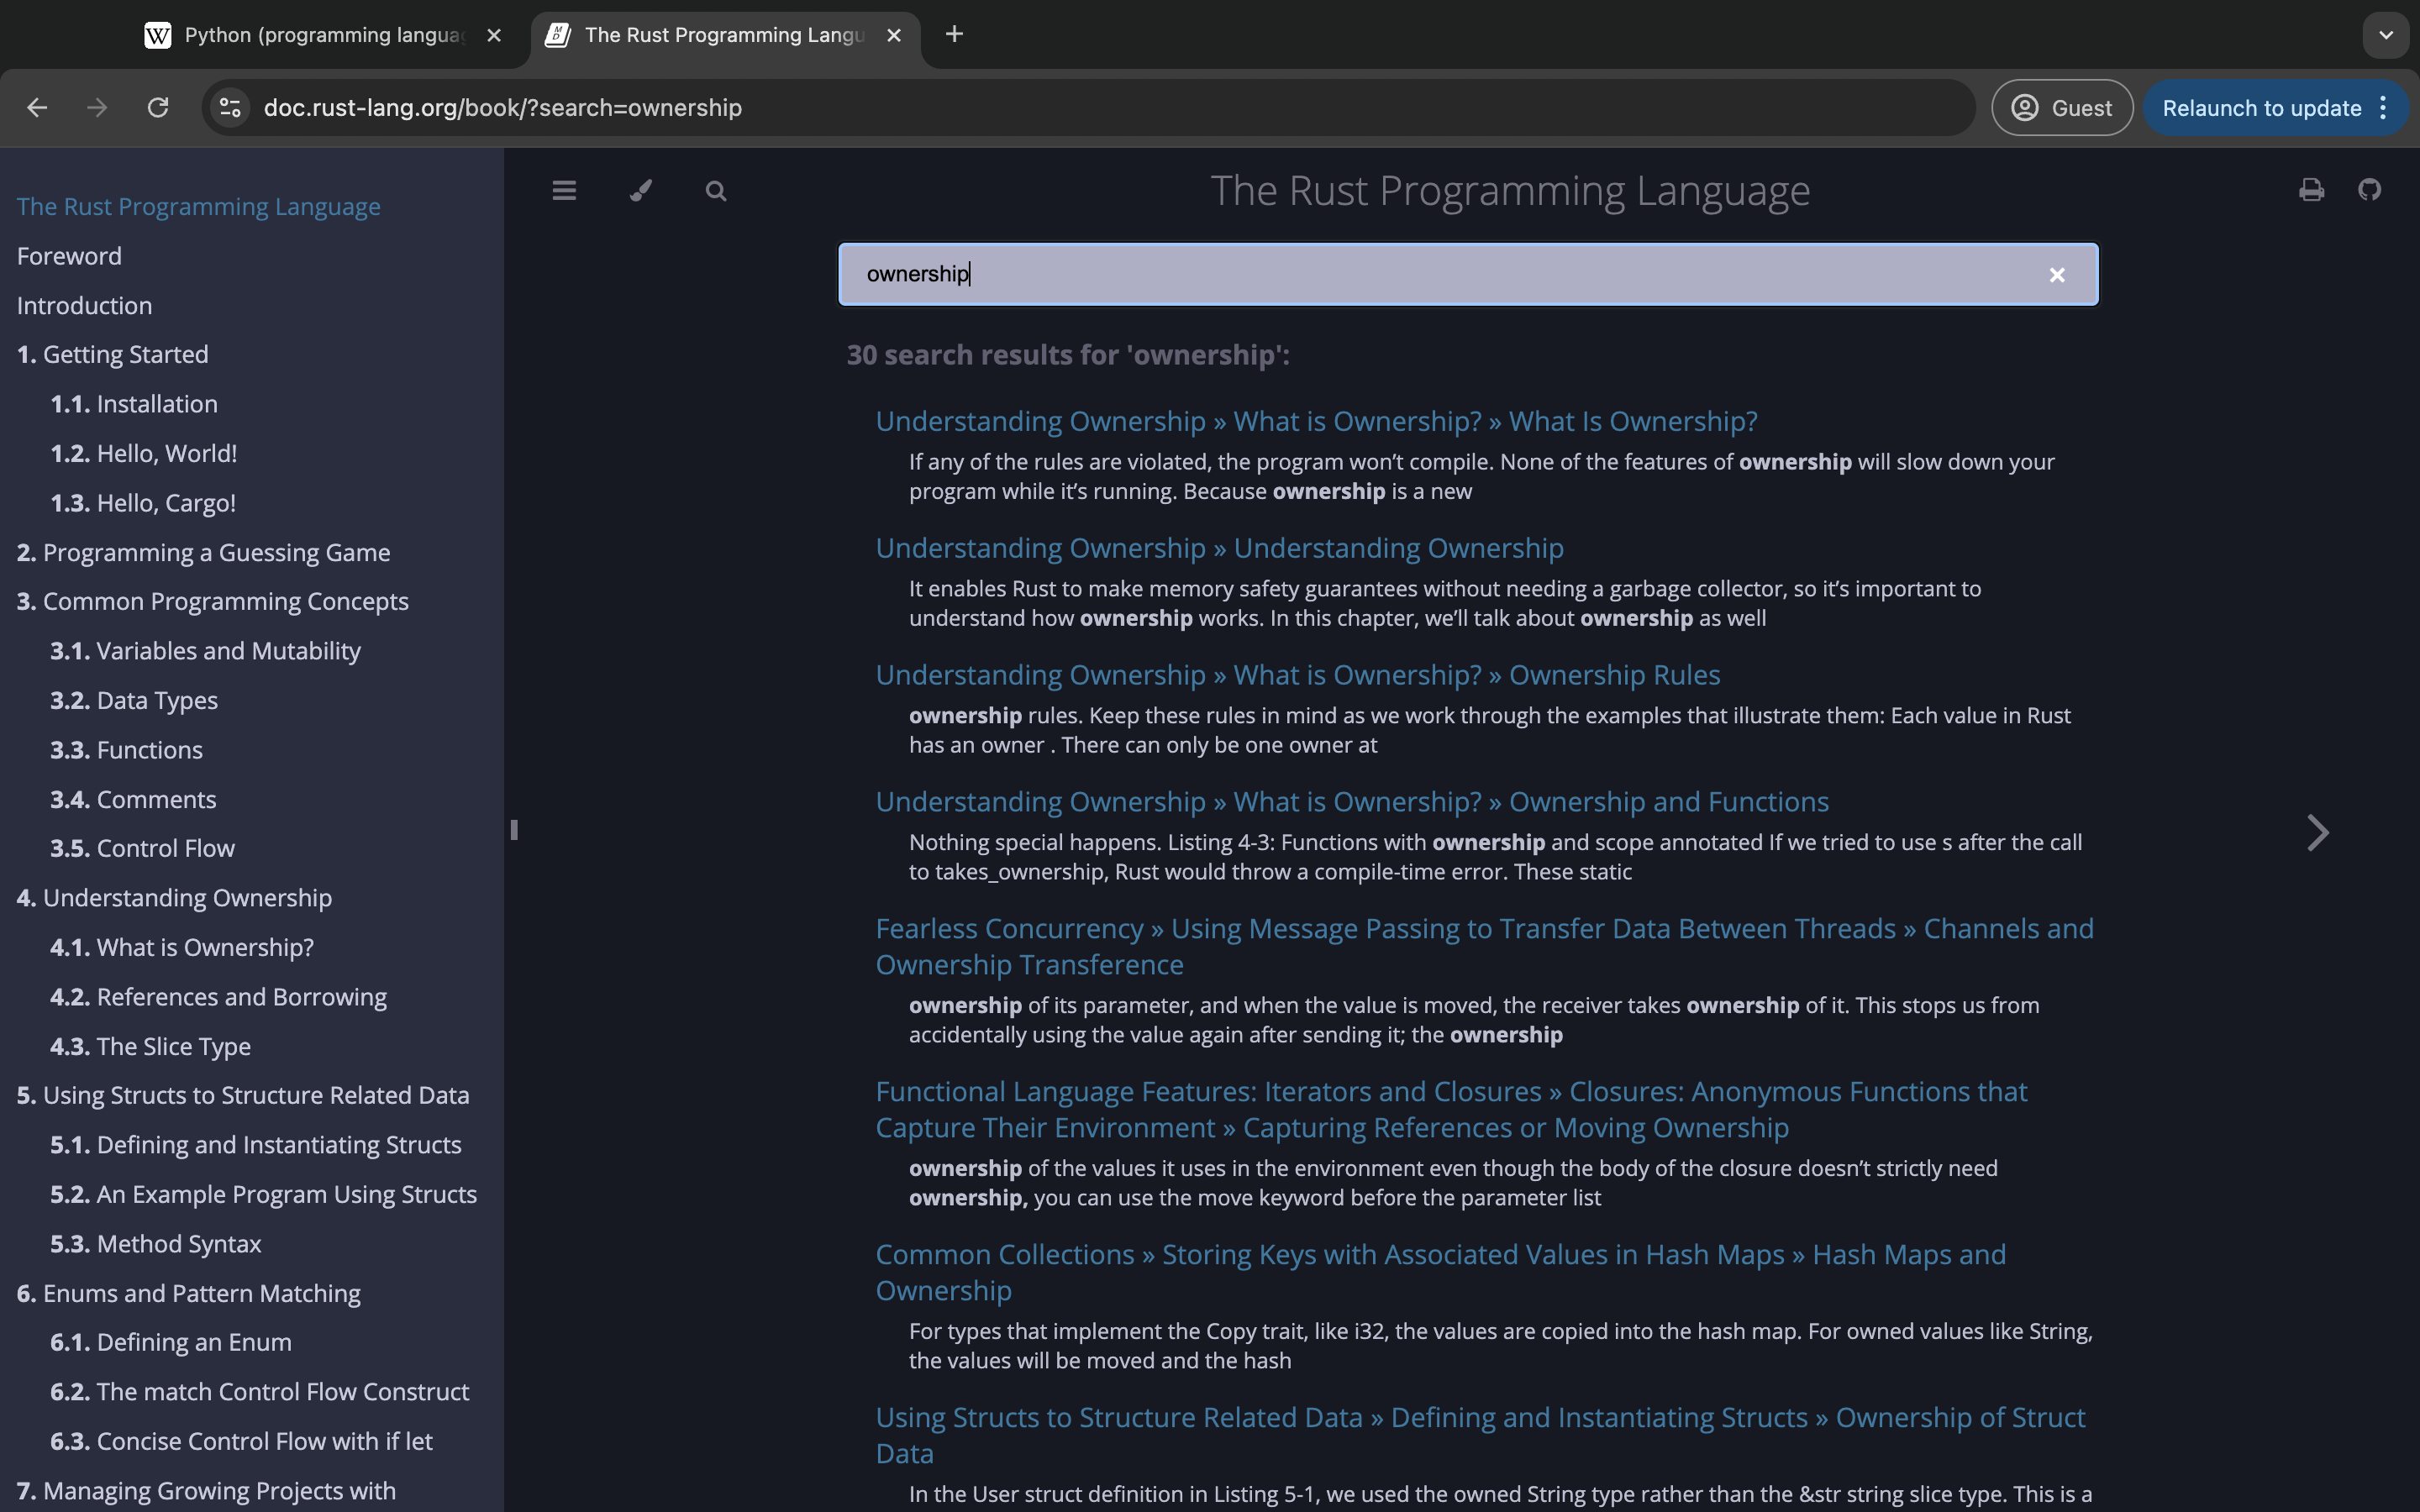 Python (programming langua
The Rust Programming Langu
doc.rust-lang.org/book/?search=ownership
Guest
Relaunch to update
The Rust Programming Language
Foreword
Introduction
1. Getting Started
1.1. Installation
1.2. Hello, World!
1.3. Hello, Cargo!
2. Programming a Guessing Game
3. Common Programming Concepts
3.1. Variables and Mutability
3.2. Data Types
3.3. Functions
3.4. Comments
3.5. Control Flow
4. Understanding Ownership
4.1. What is Ownership?
4.2. References and Borrowing
4.3. The Slice Type
5. Using Structs to Structure Related Data
5.1. Defining and Instantiating Structs
5.2. An Example Program Using Structs
5.3. Method Syntax
6. Enums and Pattern Matching
6.1. Defining an Enum
6.2. The match Control Flow Construct
6.3. Concise Control Flow with if let
7. Managing Growing Projects with
The Rust Programming Language
ownership
30 search results for 'ownership':
Understanding Ownership » What is Ownership? » What Is Ownership?
If any of the rules are violated, the program won’t compile. None of the features of ownership will slow down your
program while it’s running. Because ownership is a new
Understanding Ownership » Understanding Ownership
It enables Rust to make memory safety guarantees without needing a garbage collector, so it’s important to
understand how ownership works. In this chapter, we’ll talk about ownership as well
Understanding Ownership » What is Ownership? » Ownership Rules
ownership rules. Keep these rules in mind as we work through the examples that illustrate them: Each value in Rust
has an owner . There can only be one owner at
Understanding Ownership » What is Ownership? » Ownership and Functions
Nothing special happens. Listing 4-3: Functions with ownership and scope annotated If we tried to use s after the call
to takes_ownership, Rust would throw a compile-time error. These static
Fearless Concurrency » Using Message Passing to Transfer Data Between Threads » Channels and
Ownership Transference
ownership of its parameter, and when the value is moved, the receiver takes ownership of it. This stops us from
accidentally using the value again after sending it; the ownership
Functional Language Features: Iterators and Closures » Closures: Anonymous Functions that
Capture Their Environment » Capturing References or Moving Ownership
ownership of the values it uses in the environment even though the body of the closure doesn’t strictly need
ownership, you can use the move keyword before the parameter list
Common Collections » Storing Keys with Associated Values in Hash Maps » Hash Maps and
Ownership
For types that implement the Copy trait, like i32, the values are copied into the hash map. For owned values like String,
the values will be moved and the hash
Using Structs to Structure Related Data » Defining and Instantiating Structs » Ownership of Struct
Data
In the User struct definition in Listing 5-1, we used the owned String type rather than the &str string slice type. This is a